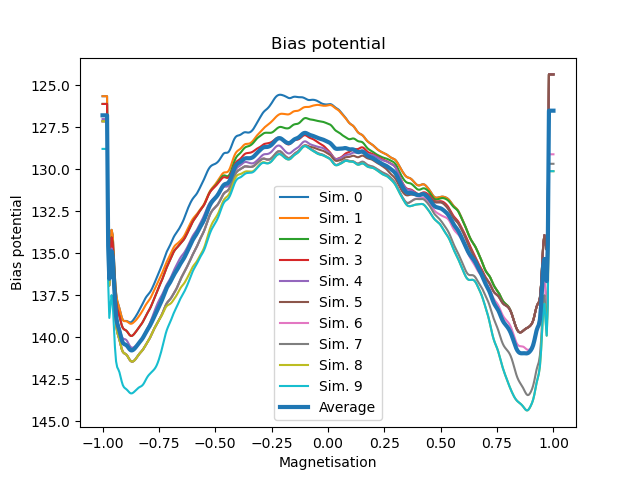 Bias potential
Bias potential
125.0
127.5
130.0
132.5
135.0
137.5
140.0
142.5
145.0
Sim. 0
Sim. 1
Sim. 2
Sim. 3
Sim. 4
Sim. 5
Sim. 6
Sim. 7
Sim. 8
Sim. 9
Average
−1.00 −0.75 −0.50 −0.25 0.00 0.25 0.50 0.75 1.00
Magnetisation